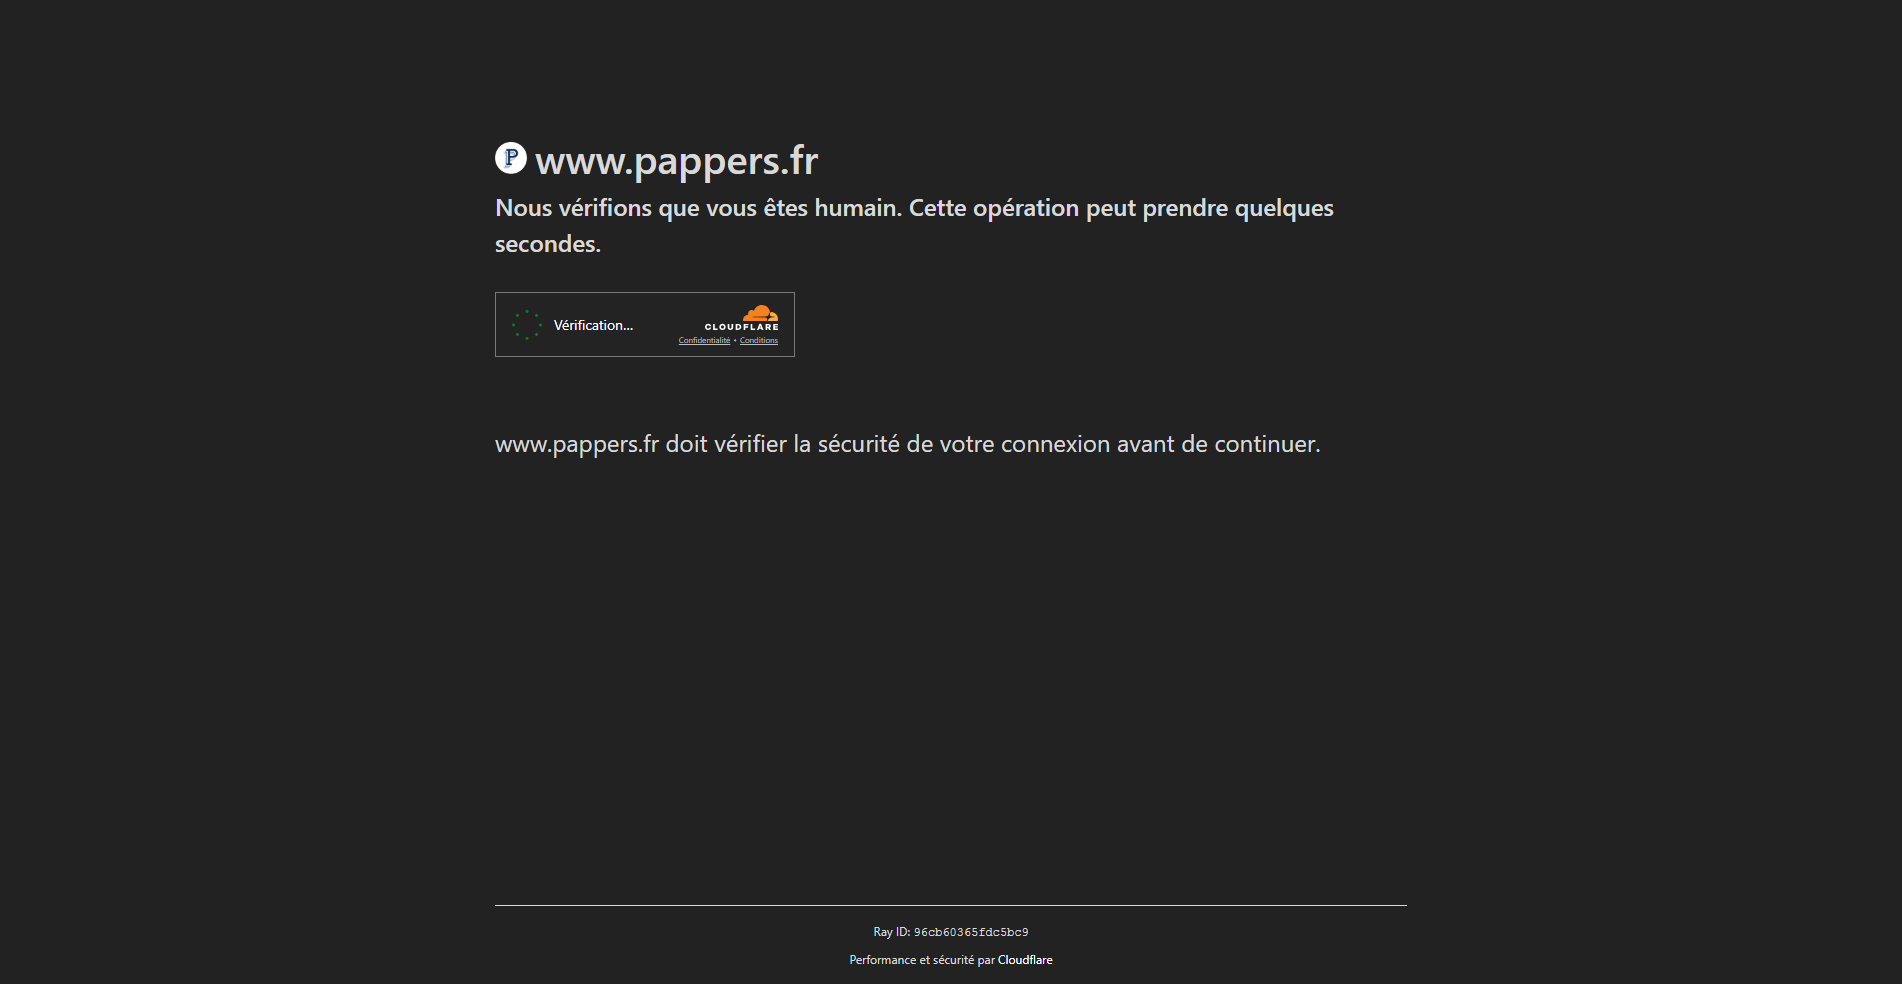 www.pappers.fr
Nous vérifions que vous êtes humain. Cette opération peut prendre quelques
secondes.
Vérification...
CLOUDFLARE
Confidentialité • Conditions
www.pappers.fr doit vérifier la sécurité de votre connexion avant de continuer.
Ray ID: 96cb60365fdc5bc9
Performance et sécurité par Cloudflare